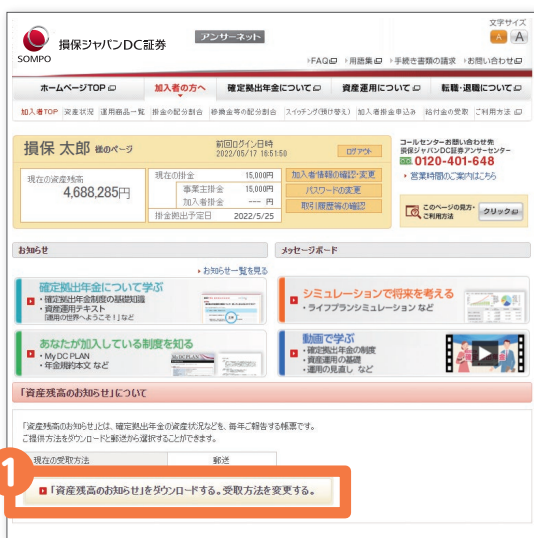 文字サイズ
A A
SOMPO 損保ジャパンDC証券 アンサーネット
FAQ 用語集 手続き書類の請求 お問い合わせ
ホームページTOP 加入者の方へ 確定拠出年金について 資産運用について 転職・退職について
加入者TOP 資産状況 運用商品一覧 掛金の配分割合 移換金等の配分割合 スイッチング(預け替え) 加入者掛金申込み 給付金の受取 ご利用方法
損保 太郎 様のページ
前回ログイン日時
2022/05/17 16:51:50
ログアウト
現在の資産残高
4,688,285円
現在の掛金 15,000円
事業主掛金 15,000円
加入者掛金 --- 円
掛金拠出予定日 2022/5/25
加入者情報の確認・変更
パスワードの変更
取引履歴等の確認
コールセンターお問い合わせ先
損保ジャパンDC証券アンサーセンター
0120-401-648
営業時間のご案内はこちら
このページの見方・
ご利用方法
クリック
お知らせ
メッセージボード
お知らせ一覧を見る
確定拠出年金について学ぶ
・確定拠出年金制度の基礎知識
・資産運用テキスト
「運用の世界へようこそ!」など
シミュレーションで将来を考える
・ライフプランシミュレーション など
あなたが加入している制度を知る
・My DC PLAN
・年金規約本文 など
動画で学ぶ
・確定拠出年金の制度
・資産運用の基礎
・運用の見直し など
「資産残高のお知らせ」について
「資産残高のお知らせ」とは、確定拠出年金の資産状況などを、毎年ご報告する帳票です。
ご提供方法をダウンロードと郵送から選択することができます。
現在の受取方法 郵送
1
「資産残高のお知らせ」をダウンロードする。受取方法を変更する。